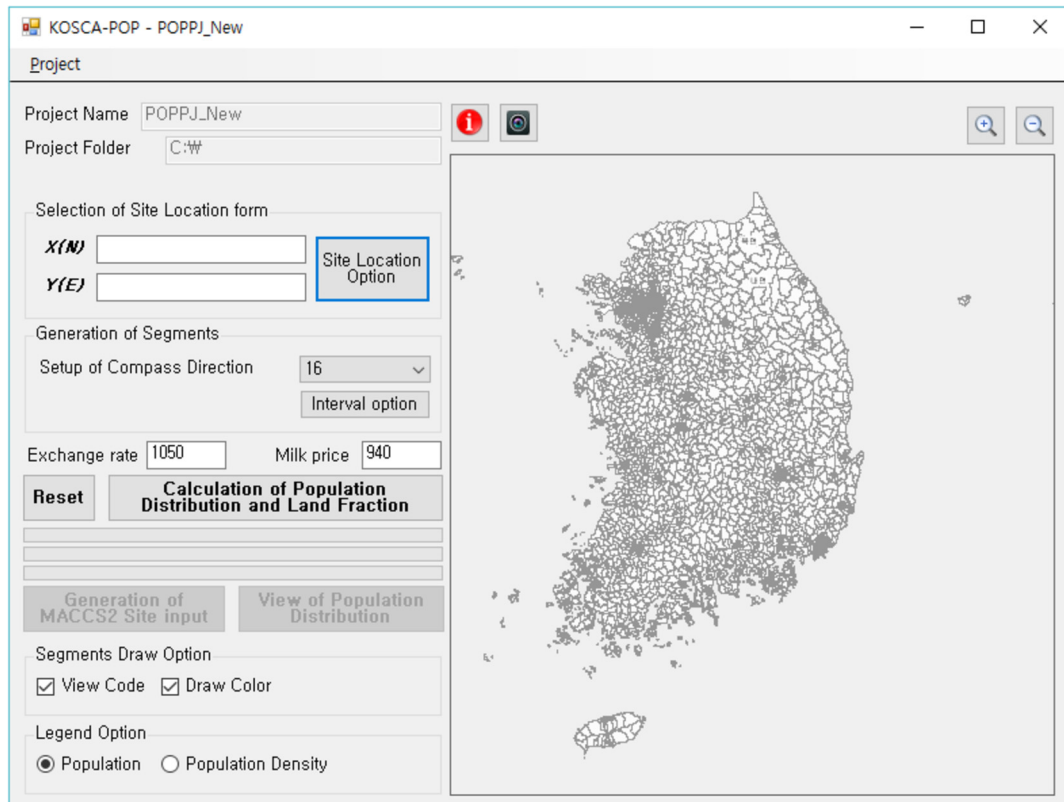 KOSCA-POP - POPPJ_New
Project
Project Name POPPJ_New
Project Folder C:₩
Selection of Site Location form
X(N)
Y(E)
Site Location
Option
Generation of Segments
Setup of Compass Direction 16
Interval option
Exchange rate 1050 Milk price 940
Reset
Calculation of Population
Distribution and Land Fraction
Generation of
MACCS2 Site input
View of Population
Distribution
Segments Draw Option
View Code Draw Color
Legend Option
Population Population Density